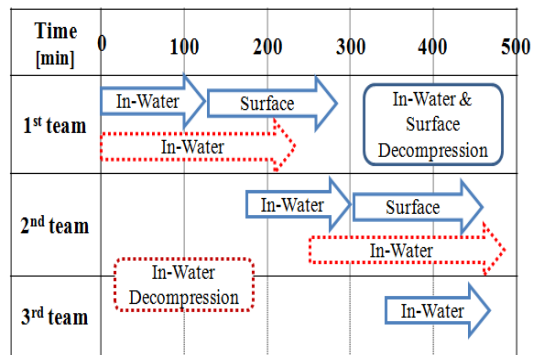 Time
[min]
0 100 200 300 400 500
1st team
In-Water
Surface
In-Water
In-Water &
Surface
Decompression
2nd team
In-Water
Surface
In-Water
In-Water
Decompression
3rd team
In-Water